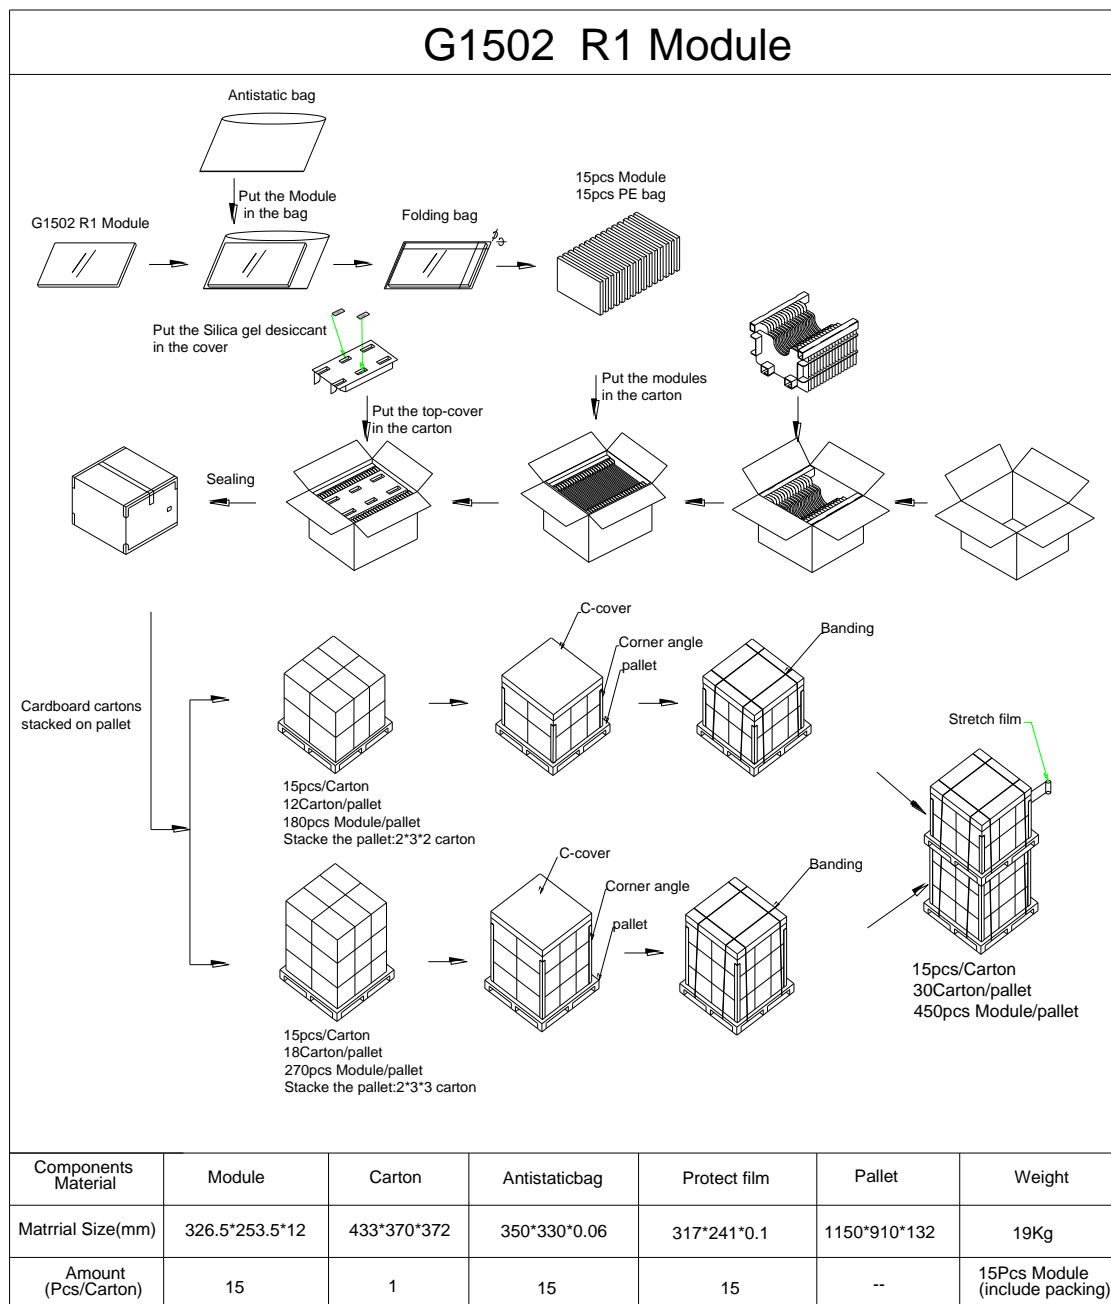 G1502 R1 Module
Antistatic bag
Put the Module
in the bag
15pcs Module
15pcs PE bag
G1502 R1 Module
Folding bag
Put the Silica gel desiccant
in the cover
Put the modules
in the carton
Put the top-cover
in the carton
Sealing
C-cover
Corner angle
pallet
Banding
Cardboard cartons
stacked on pallet
Stretch film
15pcs/Carton
12Carton/pallet
180pcs Module/pallet
Stacke the pallet:2*3*2 carton
C-cover
Corner angle
pallet
Banding
15pcs/Carton
30Carton/pallet
450pcs Module/pallet
15pcs/Carton
18Carton/pallet
270pcs Module/pallet
Stacke the pallet:2*3*3 carton
Components Material Module Carton Antistaticbag Protect film Pallet Weight
Matrrial Size(mm) 326.5*253.5*12 433*370*372 350*330*0.06 317*241*0.1 1150*910*132 19Kg
Amount (Pcs/Carton) 15 1 15 15 -- 15Pcs Module (include packing)